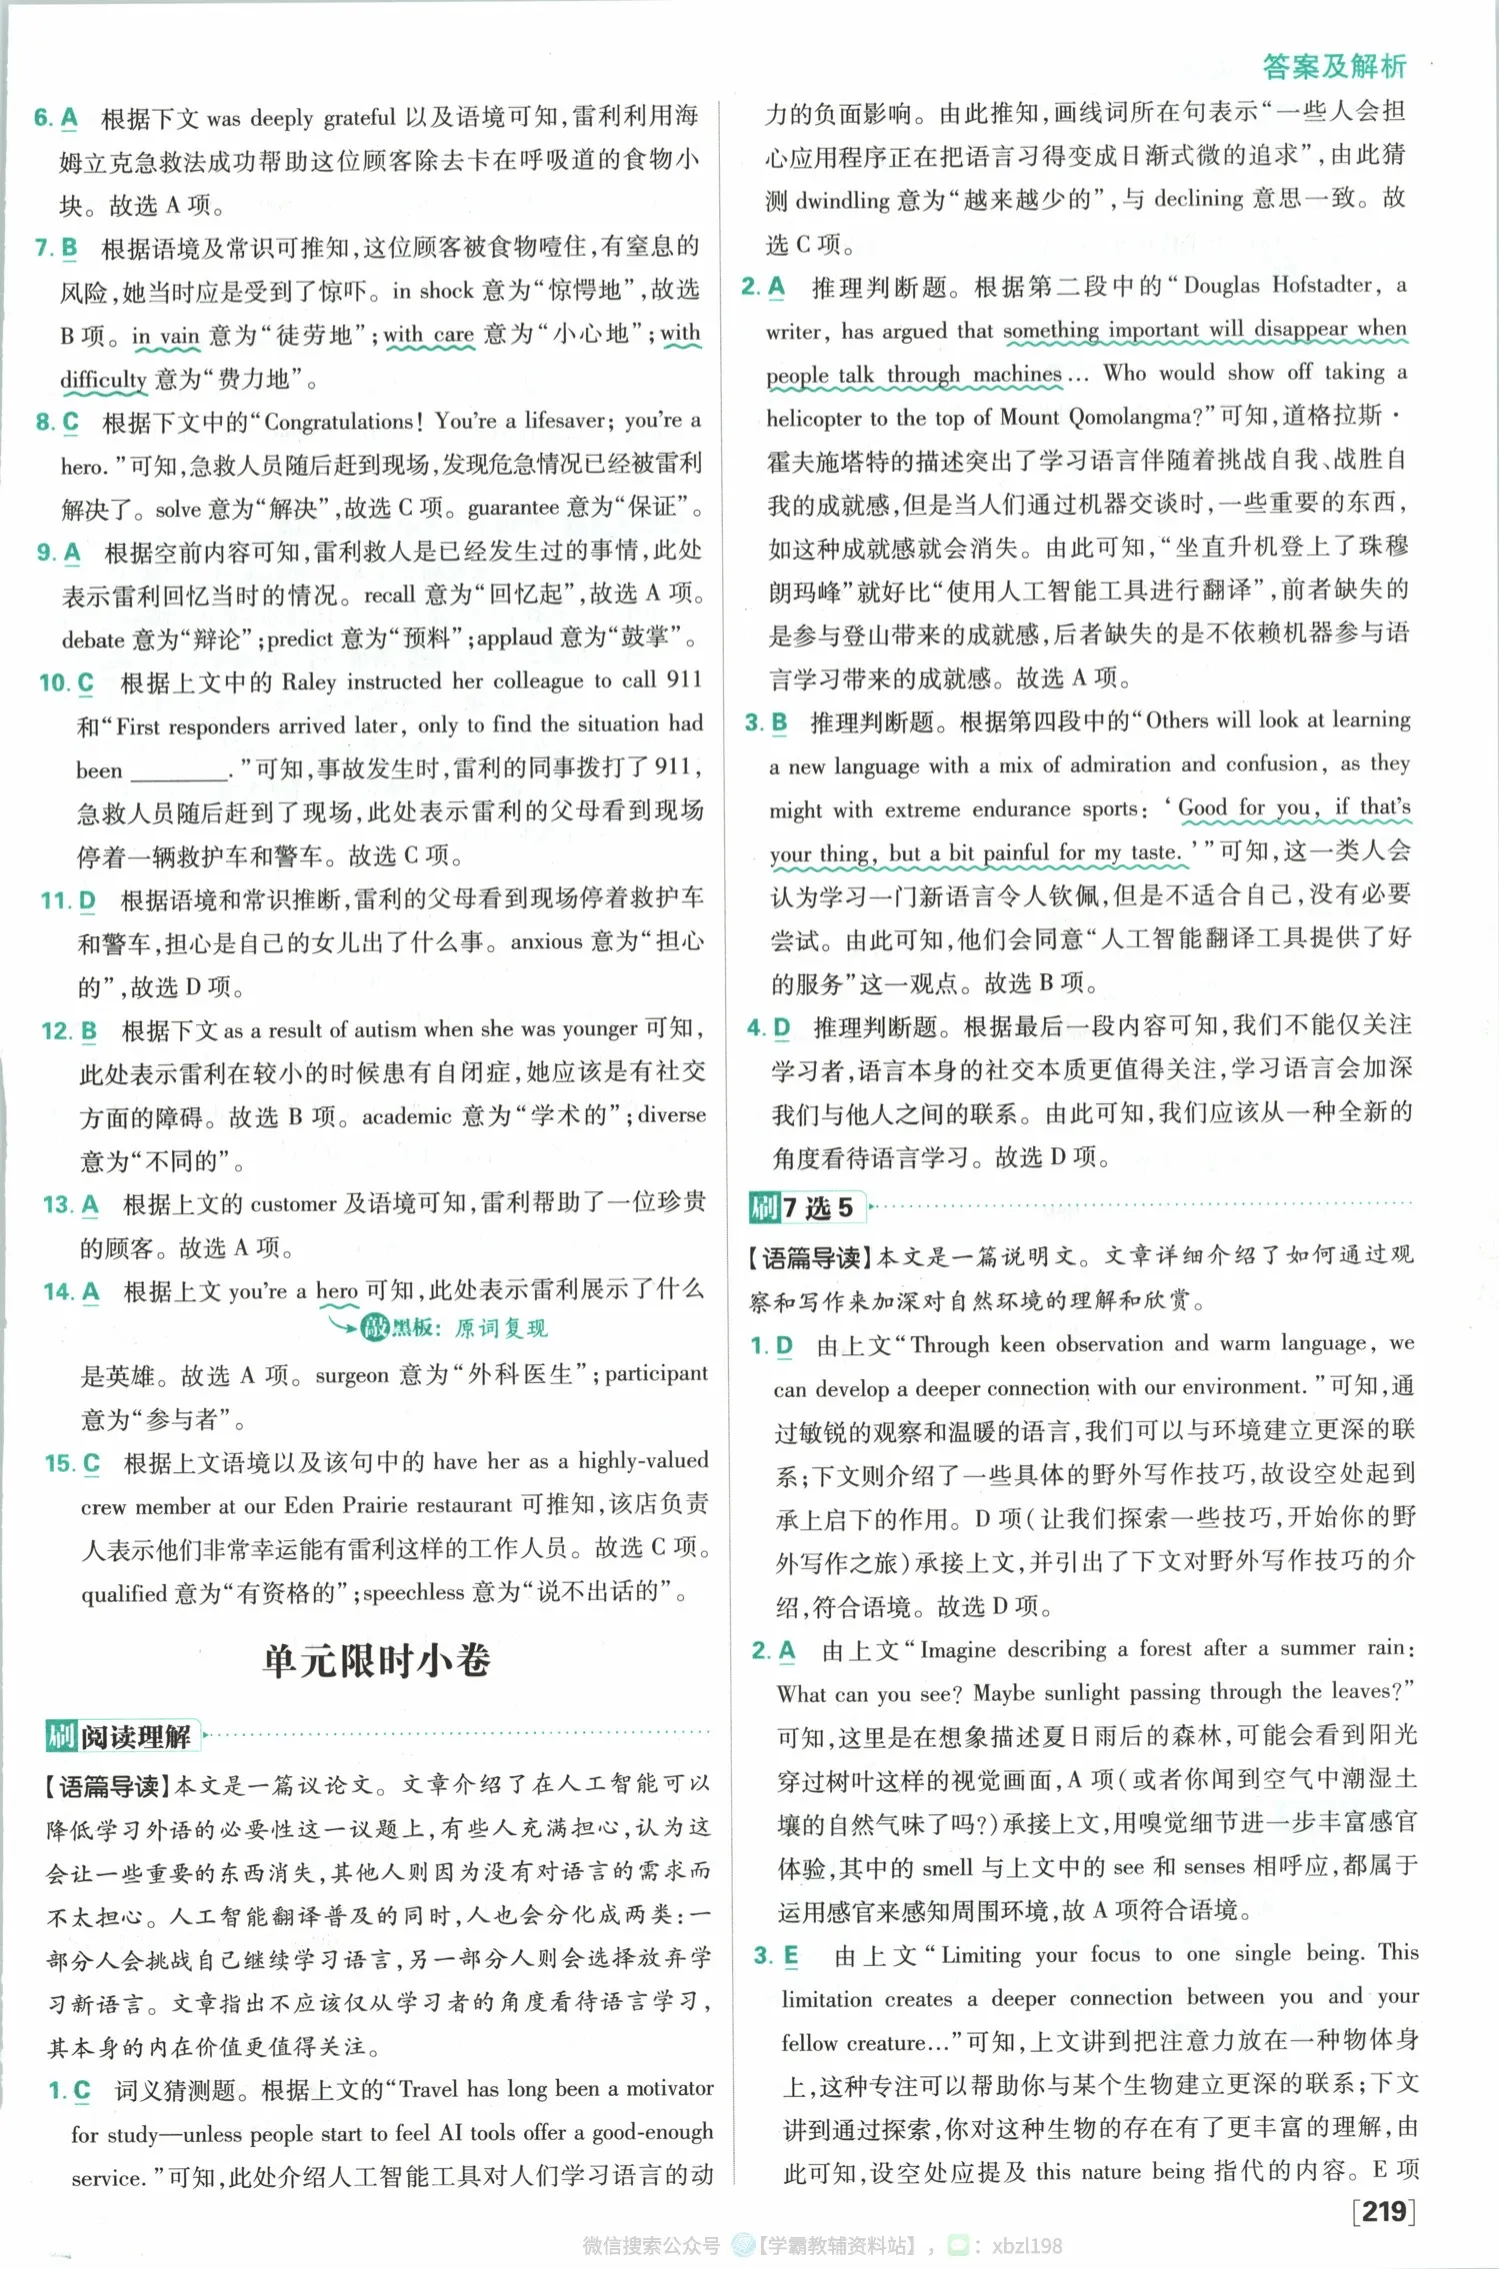 答案及解析
6. A 根据下文 was deeply grateful 以及语境可知,雷利利用海
姆立克急救法成功帮助这位顾客除去卡在呼吸道的食物小
块。故选 A 项。
7. B 根据语境及常识可推知,这位顾客被食物噎住,有窒息的
风险,她当时应是受到了惊吓。in shock 意为“惊愕地”,故选
B 项。in vain 意为“徒劳地”;with care 意为“小心地”;with
difficulty 意为“费力地”。
8. C 根据下文中的“Congratulations! You're a lifesaver; you're a
hero. ”可知,急救人员随后赶到现场,发现危急情况已经被雷利
解决了。solve 意为“解决”,故选 C 项。guarantee 意为“保证”。
9. A 根据空前内容可知,雷利救人是已经发生过的事情,此处
表示雷利回忆当时的情况。recall 意为“回忆起”,故选 A 项。
debate 意为“辩论”;predict 意为“预料”;applaud 意为“鼓掌”。
10. C 根据上文中的 Raley instructed her colleague to call 911
和“First responders arrived later, only to find the situation had
been ________. ”可知,事故发生时,雷利的同事拨打了 911,
急救人员随后赶到了现场,此处表示雷利的父母看到现场
停着一辆救护车和警车。故选 C 项。
11. D 根据语境和常识推断,雷利的父母看到现场停着救护车
和警车,担心是自己的女儿出了什么事。anxious 意为“担心
的”,故选 D 项。
12. B 根据下文 as a result of autism when she was younger 可知,
此处表示雷利在较小的时候患有自闭症,她应该是有社交
方面的障碍。故选 B 项。academic 意为“学术的”;diverse
意为“不同的”。
13. A 根据上文的 customer 及语境可知,雷利帮助了一位珍贵
的顾客。故选 A 项。
14. A 根据上文 you're a hero 可知,此处表示雷利展示了什么
敲黑板：原词复现
是英雄。故选 A 项。surgeon 意为“外科医生”;participant
意为“参与者”。
15. C 根据上文语境以及该句中的 have her as a highly-valued
crew member at our Eden Prairie restaurant 可推知,该店负责
人表示他们非常幸运能有雷利这样的工作人员。故选 C 项。
qualified 意为“有资格的”;speechless 意为“说不出话的”。
单元限时小卷
刷 阅读理解
【语篇导读】本文是一篇议论文。文章介绍了在人工智能可以
降低学习外语的必要性这一议题上,有些人充满担心,认为这
会让一些重要的东西消失,其他人则因为没有对语言的需求而
不太担心。人工智能翻译普及的同时,人也会分化成两类：一
部分人会挑战自己继续学习语言,另一部分人则会选择放弃学
习新语言。文章指出不应该仅从学习者的角度看待语言学习,
其本身的内在价值更值得关注。
1. C 词义猜测题。根据上文的“Travel has long been a motivator
for study—unless people start to feel AI tools offer a good-enough
service. ”可知,此处介绍人工智能工具对人们学习语言的动
力的负面影响。由此推知,画线词所在句表示“一些人会担
心应用程序正在把语言习得变成日渐式微的追求”,由此猜
测 dwindling 意为“越来越少的”,与 declining 意思一致。故
选 C 项。
2. A 推理判断题。根据第二段中的“Douglas Hofstadter, a
writer, has argued that something important will disappear when
people talk through machines... Who would show off taking a
helicopter to the top of Mount Qomolangma?”可知,道格拉斯·
霍夫施塔特的描述突出了学习语言伴随着挑战自我、战胜自
我的成就感,但是当人们通过机器交谈时,一些重要的东西,
如这种成就感就会消失。由此可知,“坐直升机登上了珠穆
朗玛峰”就好比“使用人工智能工具进行翻译”,前者缺失的
是参与登山带来的成就感,后者缺失的是不依赖机器参与语
言学习带来的成就感。故选 A 项。
3. B 推理判断题。根据第四段中的“Others will look at learning
a new language with a mix of admiration and confusion, as they
might with extreme endurance sports: ‘Good for you, if that's
your thing, but a bit painful for my taste. ’”可知,这一类人会
认为学习一门新语言令人钦佩,但是不适合自己,没有必要
尝试。由此可知,他们会同意“人工智能翻译工具提供了好
的服务”这一观点。故选 B 项。
4. D 推理判断题。根据最后一段内容可知,我们不能仅关注
学习者,语言本身的社交本质更值得关注,学习语言会加深
我们与他人之间的联系。由此可知,我们应该从一种全新的
角度看待语言学习。故选 D 项。
刷 7 选 5
【语篇导读】本文是一篇说明文。文章详细介绍了如何通过观
察和写作来加深对自然环境的理解和欣赏。
1. D 由上文“Through keen observation and warm language, we
can develop a deeper connection with our environment. ”可知,通
过敏锐的观察和温暖的语言,我们可以与环境建立更深的联
系;下文则介绍了一些具体的野外写作技巧,故设空处起到
承上启下的作用。D 项(让我们探索一些技巧,开始你的野
外写作之旅)承接上文,并引出了下文对野外写作技巧的介
绍,符合语境。故选 D 项。
2. A 由上文“Imagine describing a forest after a summer rain:
What can you see? Maybe sunlight passing through the leaves?”
可知,这里是在想象描述夏日雨后的森林,可能会看到阳光
穿过树叶这样的视觉画面,A 项(或者你闻到空气中潮湿土
壤的自然气味了吗?)承接上文,用嗅觉细节进一步丰富感官
体验,其中的 smell 与上文中的 see 和 senses 相呼应,都属于
运用感官来感知周围环境,故 A 项符合语境。
3. E 由上文“Limiting your focus to one single being. This
limitation creates a deeper connection between you and your
fellow creature...”可知,上文讲到把注意力放在一种物体身
上,这种专注可以帮助你与某个生物建立更深的联系;下文
讲到通过探索,你对这种生物的存在有了更丰富的理解,由
此可知,设空处应提及 this nature being 指代的内容。E 项
[219]
微信搜索公众号【学霸教辅资料站】，：xbzl198